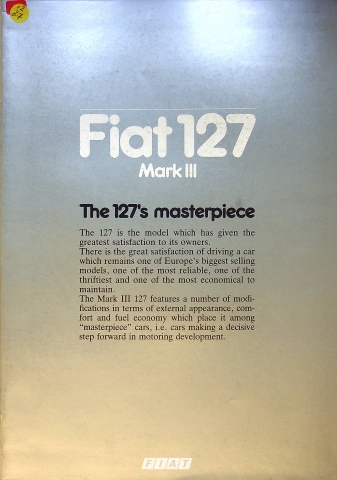 Fiat 127
Mark III
The 127's masterpiece
The 127 is the model which has given the
greatest satisfaction to its owners.
There is the great satisfaction of driving a car
which remains one of Europe's biggest selling
models, one of the most reliable, one of the
thriftiest and one of the most economical to
maintain.
The Mark III 127 features a number of modi-
fications in terms of external appearance, com-
fort and fuel economy which place it among
“masterpiece” cars, i.e. cars making a decisive
step forward in motoring development.
FIAT